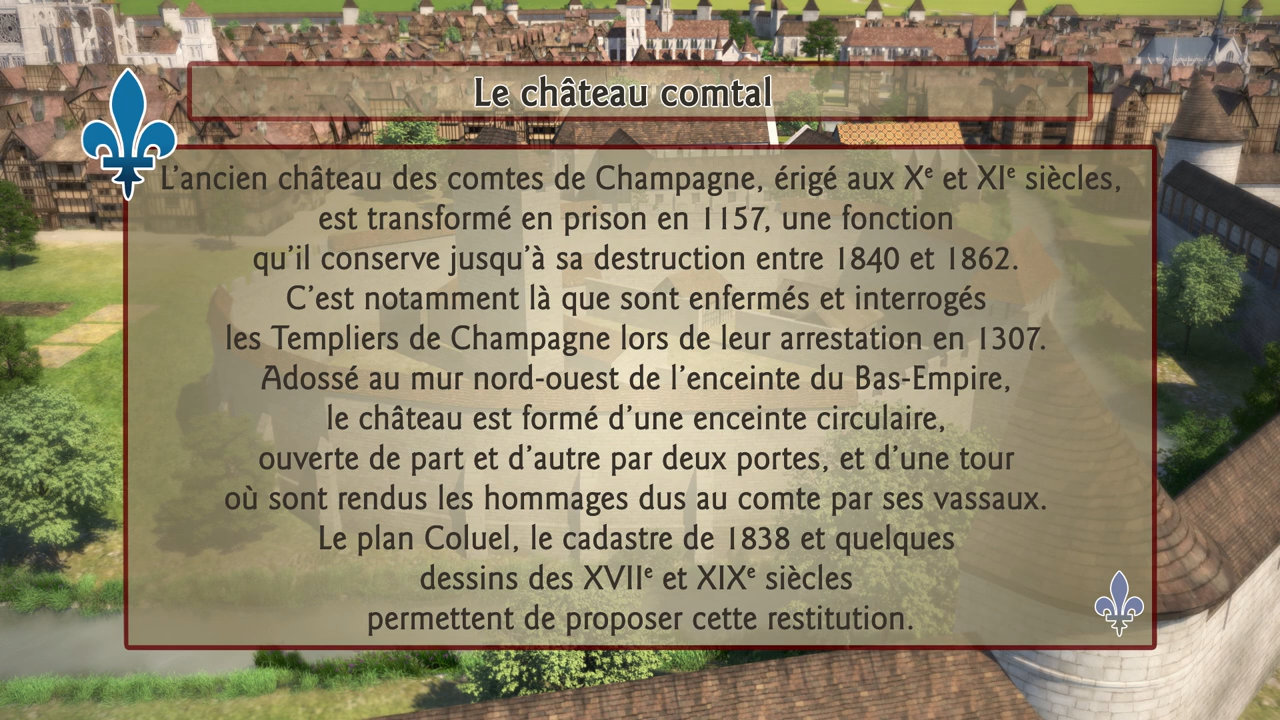 Le château comtal
L'ancien château des comtes de Champagne, érigé aux Xᵉ et XIᵉ siècles,
est transformé en prison en 1157, une fonction
qu'il conserve jusqu'à sa destruction entre 1840 et 1862.
C'est notamment là que sont enfermés et interrogés
les Templiers de Champagne lors de leur arrestation en 1307.
Adossé au mur nord-ouest de l'enceinte du Bas-Empire,
le château est formé d'une enceinte circulaire,
ouverte de part et d'autre par deux portes, et d'une tour
où sont rendus les hommages dus au comte par ses vassaux.
Le plan Coluel, le cadastre de 1838 et quelques
dessins des XVIIᵉ et XIXᵉ siècles
permettent de proposer cette restitution.